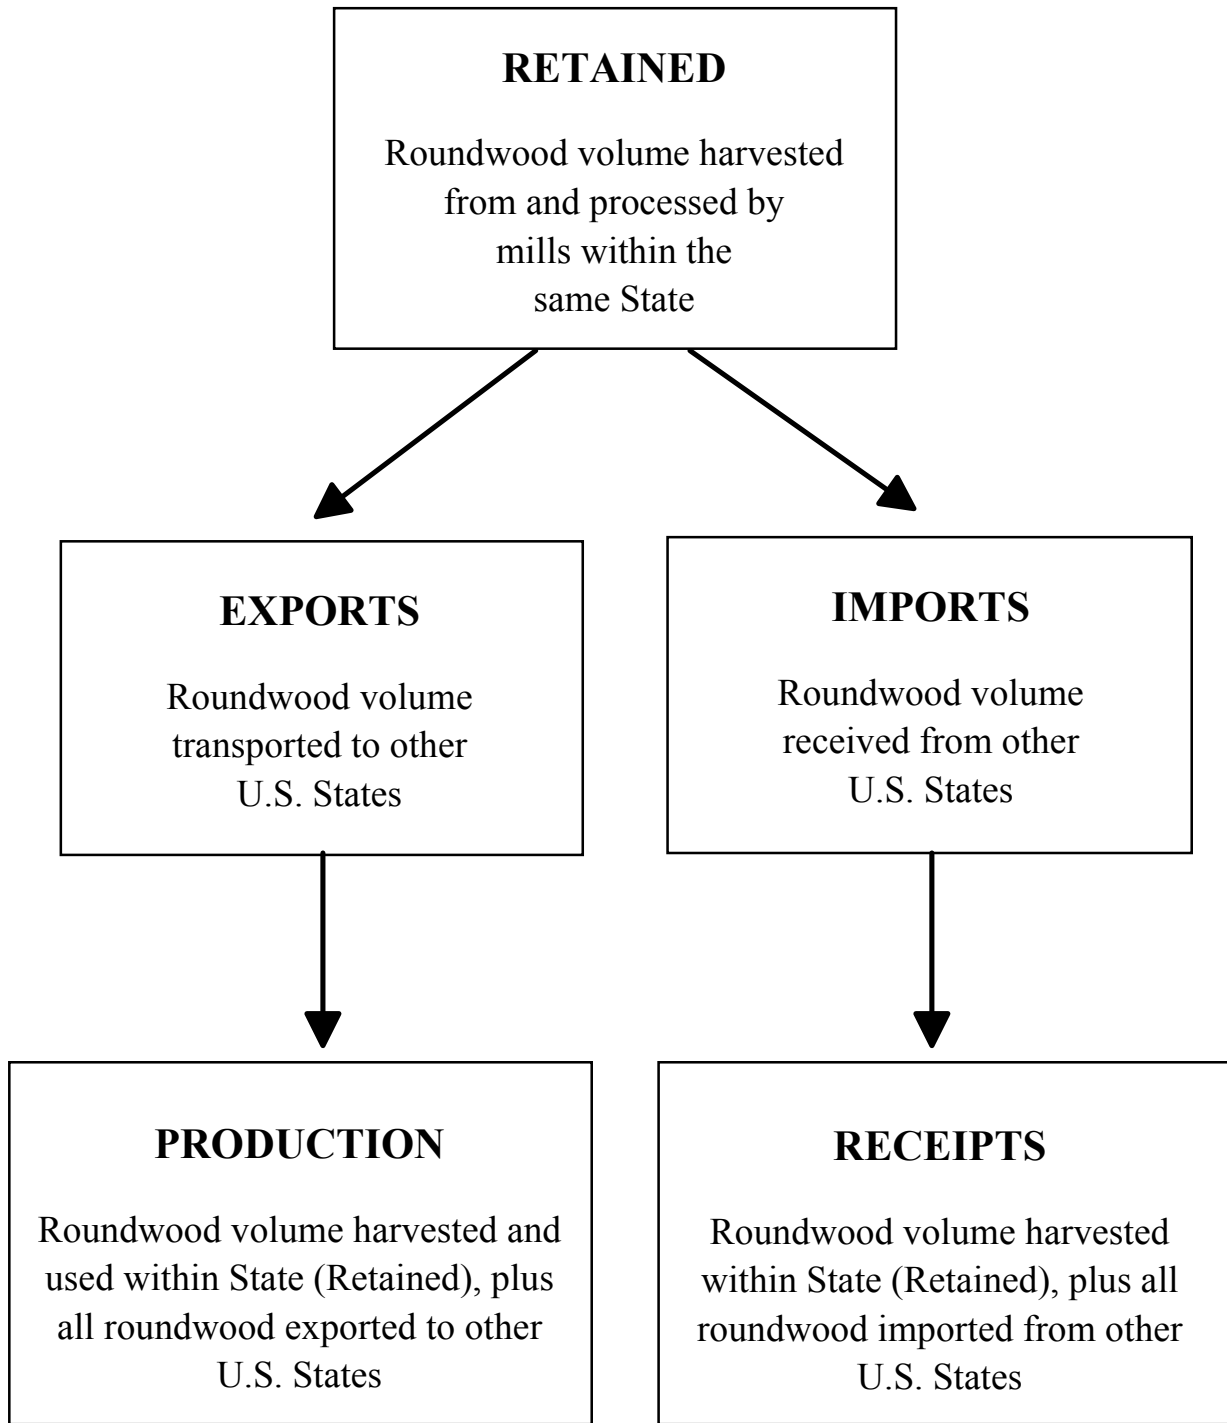 RETAINED
Roundwood volume harvested
from and processed by
mills within the
same State
EXPORTS
Roundwood volume
transported to other
U.S. States
IMPORTS
Roundwood volume
received from other
U.S. States
PRODUCTION
Roundwood volume harvested and
used within State (Retained), plus
all roundwood exported to other
U.S. States
RECEIPTS
Roundwood volume harvested
within State (Retained), plus all
roundwood imported from other
U.S. States